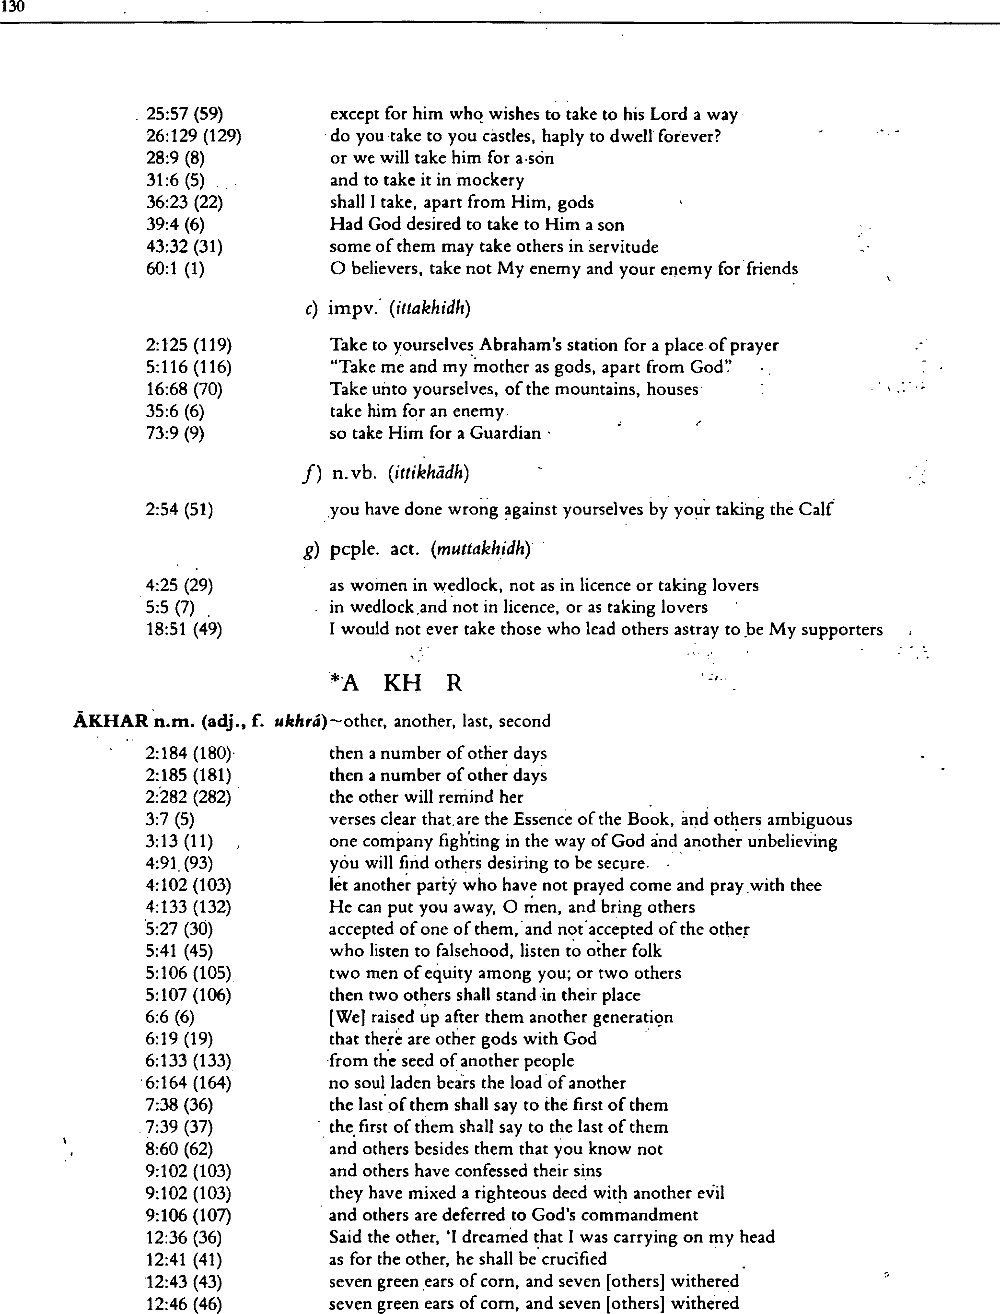 130
25:57 (59) except for him who wishes to take to his Lord a way
26:129 (129) do you take to you castles, haply to dwell forever?
28:9 (8) or we will take him for a son
31:6 (5) and to take it in mockery
36:23 (22) shall I take, apart from Him, gods
39:4 (6) Had God desired to take to Him a son
43:32 (31) some of them may take others in servitude
60:1 (1) O believers, take not My enemy and your enemy for friends
c) impv. (ittakhidh)
2:125 (119) Take to yourselves Abraham's station for a place of prayer
5:116 (116) “Take me and my mother as gods, apart from God”?
16:68 (70) Take unto yourselves, of the mountains, houses
35:6 (6) take him for an enemy
73:9 (9) so take Him for a Guardian
f) n.vb. (ittikhādh)
2:54 (51) you have done wrong against yourselves by your taking the Calf
g) pcple. act. (muttakhidh)
4:25 (29) as women in wedlock, not as in licence or taking lovers
5:5 (7) in wedlock and not in licence, or as taking lovers
18:51 (49) I would not ever take those who lead others astray to be My supporters
*A KH R
ĀKHAR n.m. (adj., f. ukhrá)~other, another, last, second
2:184 (180) then a number of other days
2:185 (181) then a number of other days
2:282 (282) the other will remind her
3:7 (5) verses clear that are the Essence of the Book, and others ambiguous
3:13 (11) one company fighting in the way of God and another unbelieving
4:91 (93) you will find others desiring to be secure
4:102 (103) let another party who have not prayed come and pray with thee
4:133 (132) He can put you away, O men, and bring others
5:27 (30) accepted of one of them, and not accepted of the other
5:41 (45) who listen to falsehood, listen to other folk
5:106 (105) two men of equity among you; or two others
5:107 (106) then two others shall stand in their place
6:6 (6) [We] raised up after them another generation
6:19 (19) that there are other gods with God
6:133 (133) from the seed of another people
6:164 (164) no soul laden bears the load of another
7:38 (36) the last of them shall say to the first of them
7:39 (37) the first of them shall say to the last of them
8:60 (62) and others besides them that you know not
9:102 (103) and others have confessed their sins
9:102 (103) they have mixed a righteous deed with another evil
9:106 (107) and others are deferred to God's commandment
12:36 (36) Said the other, ‘I dreamed that I was carrying on my head
12:41 (41) as for the other, he shall be crucified
12:43 (43) seven green ears of corn, and seven [others] withered
12:46 (46) seven green ears of corn, and seven [others] withered